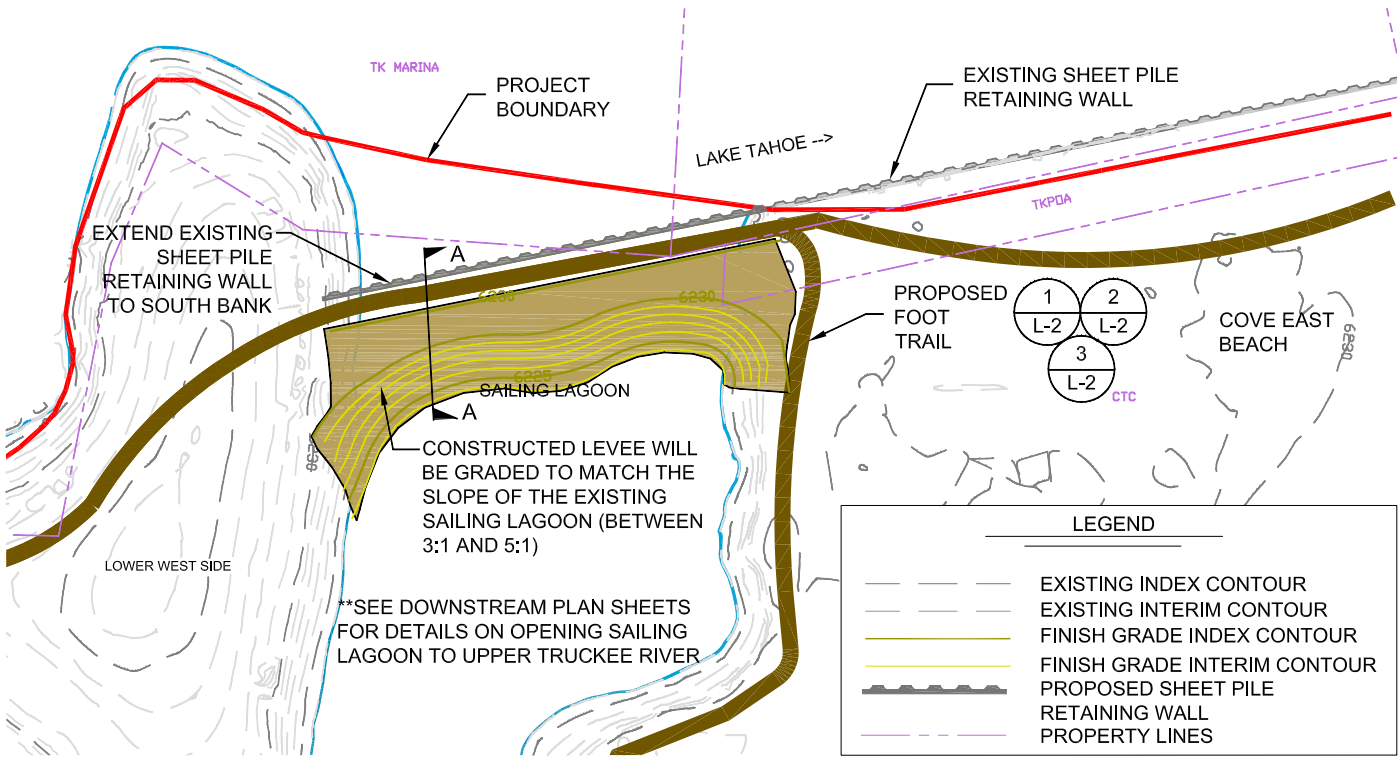 TK MARINA
PROJECT
BOUNDARY
EXISTING SHEET PILE
RETAINING WALL
LAKE TAHOE -->
TKPOA
EXTEND EXISTING
SHEET PILE
RETAINING WALL
TO SOUTH BANK
A
6230
6230
PROPOSED
FOOT
TRAIL
1
L-2
2
L-2
3
L-2
CTC
COVE EAST
BEACH
6230
6225
SAILING LAGOON
A
6230
CONSTRUCTED LEVEE WILL
BE GRADED TO MATCH THE
SLOPE OF THE EXISTING
SAILING LAGOON (BETWEEN
3:1 AND 5:1)
LOWER WEST SIDE
**SEE DOWNSTREAM PLAN SHEETS
FOR DETAILS ON OPENING SAILING
LAGOON TO UPPER TRUCKEE RIVER
LEGEND
EXISTING INDEX CONTOUR
EXISTING INTERIM CONTOUR
FINISH GRADE INDEX CONTOUR
FINISH GRADE INTERIM CONTOUR
PROPOSED SHEET PILE
RETAINING WALL
PROPERTY LINES